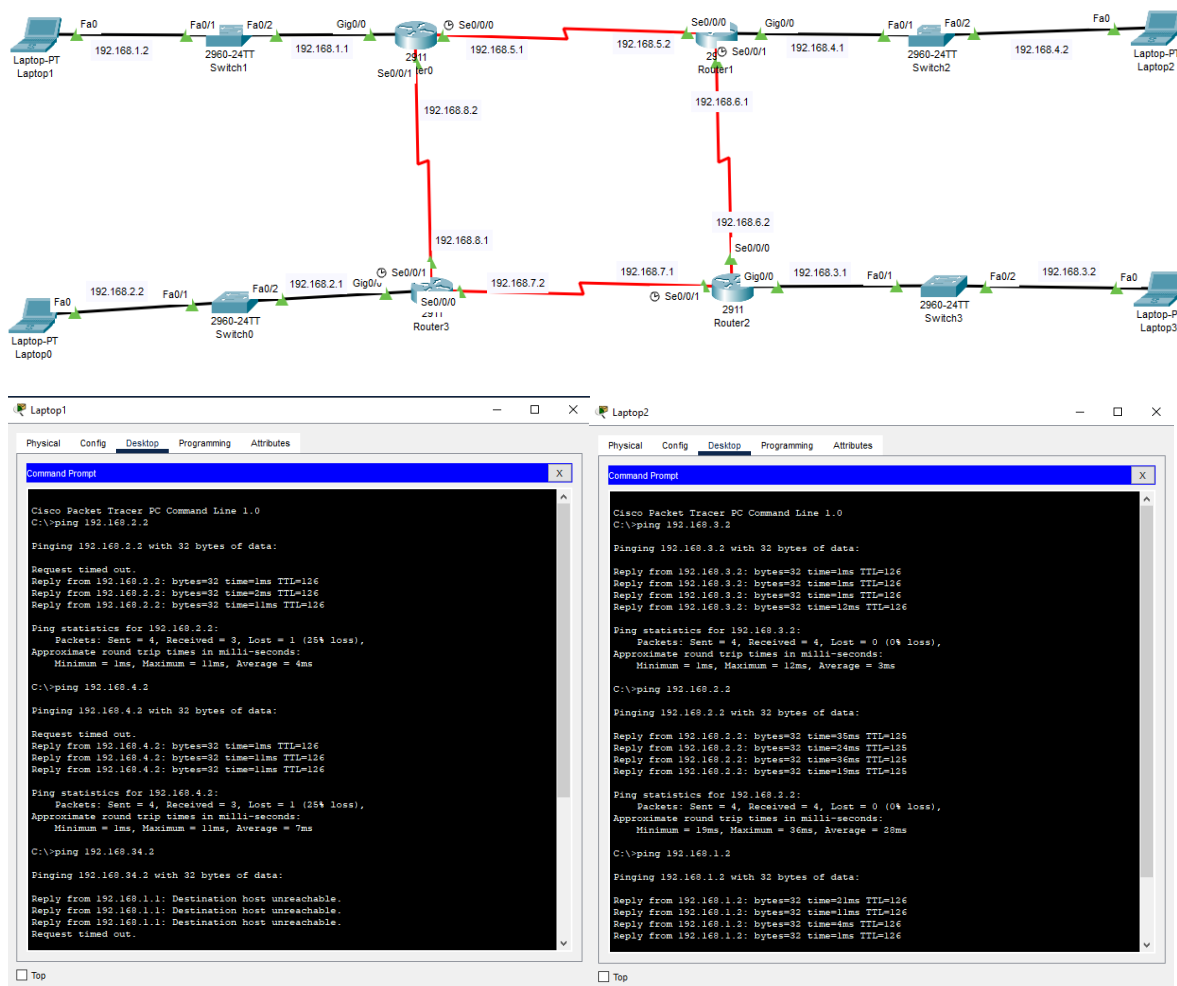 Fa0
Fa0/1
Fa0/2
Gig0/0
Se0/0/0
Se0/0/0
Gig0/0
Fa0/1
Fa0/2
Fa0
192.168.1.2
192.168.1.1
192.168.5.1
192.168.5.2
Se0/0/1
192.168.4.1
192.168.4.2
Laptop-PT
Laptop1
2960-24TT
Switch1
2911
Se0/0/1
Router1
2960-24TT
Switch2
Laptop-PT
Laptop2
192.168.8.2
192.168.6.1
192.168.6.2
192.168.8.1
Se0/0/0
Fa0
192.168.2.2
Fa0/1
Fa0/2
192.168.2.1
Se0/0/1
Se0/0/0
192.168.7.2
192.168.7.1
Se0/0/1
Gig0/0
192.168.3.1
Fa0/1
Fa0/2
192.168.3.2
Fa0
Laptop-PT
Laptop0
2960-24TT
Switch0
2911
Router3
2911
Router2
2960-24TT
Switch3
Laptop3
Laptop1
Physical Config Desktop Programming Attributes
Command Prompt X
Cisco Packet Tracer PC Command Line 1.0
C:\>ping 192.168.2.2
Pinging 192.168.2.2 with 32 bytes of data:
Request timed out.
Reply from 192.168.2.2: bytes=32 time=1ms TTL=126
Reply from 192.168.2.2: bytes=32 time=2ms TTL=126
Reply from 192.168.2.2: bytes=32 time=11ms TTL=126
Ping statistics for 192.168.2.2:
Packets: Sent = 4, Received = 3, Lost = 1 (25% loss),
Approximate round trip times in milli-seconds:
Minimum = 1ms, Maximum = 11ms, Average = 4ms
C:\>ping 192.168.4.2
Pinging 192.168.4.2 with 32 bytes of data:
Request timed out.
Reply from 192.168.4.2: bytes=32 time=1ms TTL=126
Reply from 192.168.4.2: bytes=32 time=11ms TTL=126
Reply from 192.168.4.2: bytes=32 time=11ms TTL=126
Ping statistics for 192.168.4.2:
Packets: Sent = 4, Received = 3, Lost = 1 (25% loss),
Approximate round trip times in milli-seconds:
Minimum = 1ms, Maximum = 11ms, Average = 7ms
C:\>ping 192.168.34.2
Pinging 192.168.34.2 with 32 bytes of data:
Reply from 192.168.1.1: Destination host unreachable.
Reply from 192.168.1.1: Destination host unreachable.
Reply from 192.168.1.1: Destination host unreachable.
Request timed out.
Top
Laptop2
Physical Config Desktop Programming Attributes
Command Prompt X
Cisco Packet Tracer PC Command Line 1.0
C:\>ping 192.168.3.2
Pinging 192.168.3.2 with 32 bytes of data:
Reply from 192.168.3.2: bytes=32 time=1ms TTL=126
Reply from 192.168.3.2: bytes=32 time=1ms TTL=126
Reply from 192.168.3.2: bytes=32 time=1ms TTL=126
Reply from 192.168.3.2: bytes=32 time=12ms TTL=126
Ping statistics for 192.168.3.2:
Packets: Sent = 4, Received = 4, Lost = 0 (0% loss),
Approximate round trip times in milli-seconds:
Minimum = 1ms, Maximum = 12ms, Average = 3ms
C:\>ping 192.168.2.2
Pinging 192.168.2.2 with 32 bytes of data:
Reply from 192.168.2.2: bytes=32 time=35ms TTL=125
Reply from 192.168.2.2: bytes=32 time=24ms TTL=125
Reply from 192.168.2.2: bytes=32 time=36ms TTL=125
Reply from 192.168.2.2: bytes=32 time=19ms TTL=125
Ping statistics for 192.168.2.2:
Packets: Sent = 4, Received = 4, Lost = 0 (0% loss),
Approximate round trip times in milli-seconds:
Minimum = 19ms, Maximum = 36ms, Average = 28ms
C:\>ping 192.168.1.2
Pinging 192.168.1.2 with 32 bytes of data:
Reply from 192.168.1.2: bytes=32 time=21ms TTL=126
Reply from 192.168.1.2: bytes=32 time=11ms TTL=126
Reply from 192.168.1.2: bytes=32 time=4ms TTL=126
Reply from 192.168.1.2: bytes=32 time=1ms TTL=126
Top